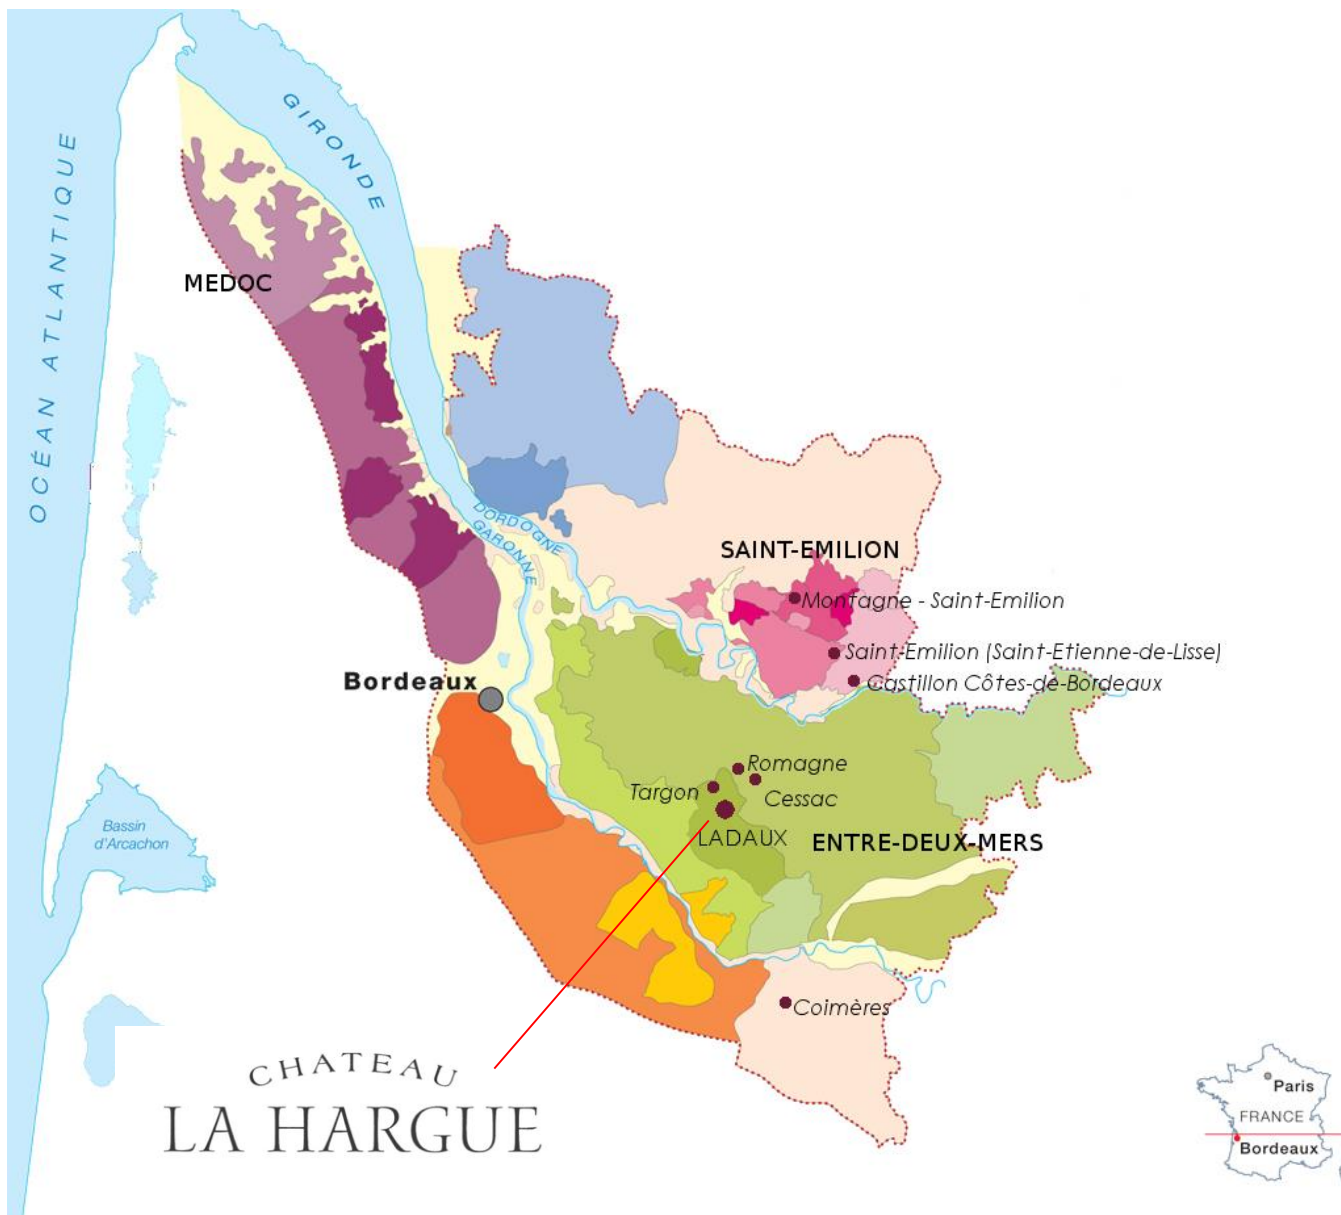 GIRONDE
OCÉAN ATLANTIQUE
MEDOC
DORDOGNE
GARONNE
SAINT-EMILION
Montagne - Saint-Emilion
Saint-Emilion (Saint-Etienne-de-Lisse)
Castillon Côtes-de-Bordeaux
Bordeaux
Romagne
Targon
Cessac
LADAUX
ENTRE-DEUX-MERS
Bassin
d'Arcachon
Coimères
CHATEAU
LA HARGUE
Paris
FRANCE
Bordeaux